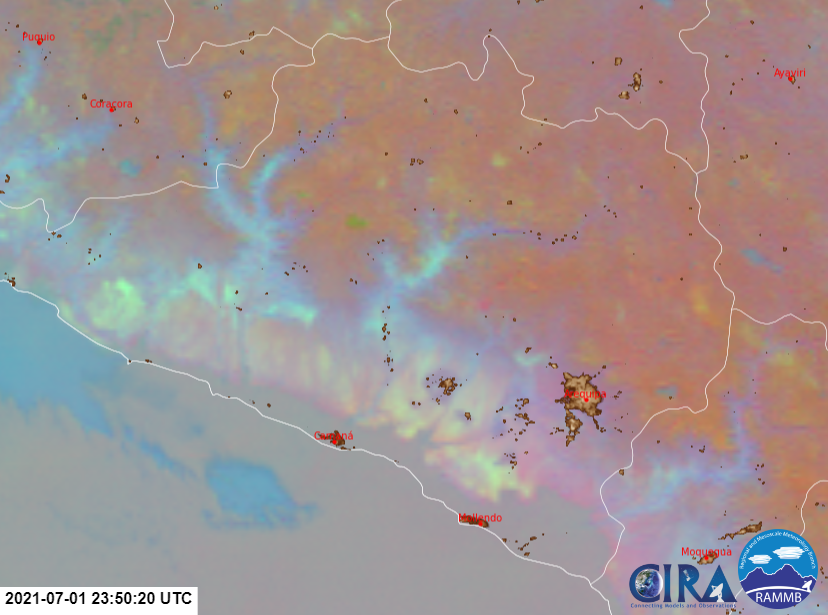 Puquio
Ayaviri
Coracora
Arequipa
Camaná
Mollendo
Moquegua
CIRA
Connecting Models and Observations
Regional and Mesoscale Meteorology Branch
RAMMB
2021-07-01 23:50:20 UTC